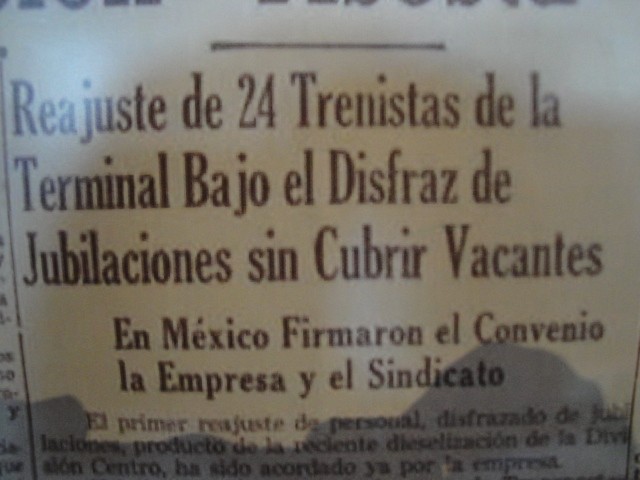 Reajuste de 24 Trenistas de la
Terminal Bajo el Disfraz de
Jubilaciones sin Cubrir Vacantes
En México Firmaron el Convenio
la Empresa y el Sindicato
El primer reajuste de personal, disfrazado de jubi
laciones, producto de la reciente dieselización de la Divi
sión Centro, ha sido acordado ya por la empresa